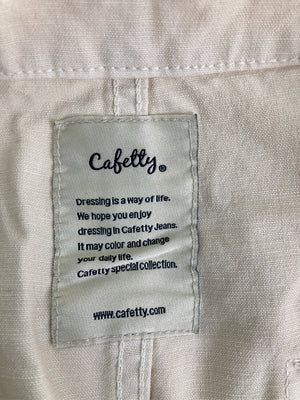 Cafetty®
Dressing is a way of life.
We hope you enjoy
dressing in Cafetty Jeans.
It may color and change
your daily life.
Cafetty special collection.
www.cafetty.com